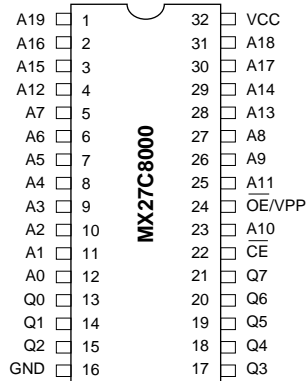 A19 1 32 VCC
A16 2 31 A18
A15 3 30 A17
A12 4 29 A14
A7 5 28 A13
A6 6 27 A8
A5 7 26 A9
A4 8 25 A11
A3 9 24 OE/VPP
A2 10 23 A10
A1 11 22 CE
A0 12 21 Q7
Q0 13 20 Q6
Q1 14 19 Q5
Q2 15 18 Q4
GND 16 17 Q3
MX27C8000